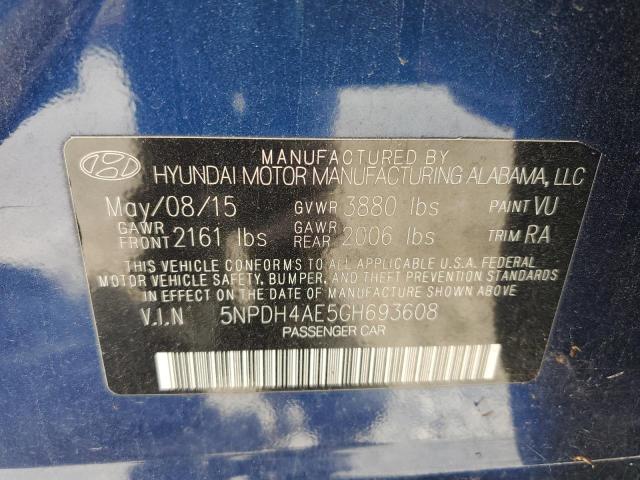 MANUFACTURED BY
HYUNDAI MOTOR MANUFACTURING ALABAMA, LLC
May/08/15 GVWR 3880 lbs PAINT VU
GAWR FRONT 2161 lbs GAWR REAR 2006 lbs TRIM RA
THIS VEHICLE CONFORMS TO ALL APPLICABLE U.S.A. FEDERAL
MOTOR VEHICLE SAFETY, BUMPER, AND THEFT PREVENTION STANDARDS
IN EFFECT ON THE DATE OF MANUFACTURE SHOWN ABOVE.
V.I.N 5NPDH4AE5GH693608
PASSENGER CAR